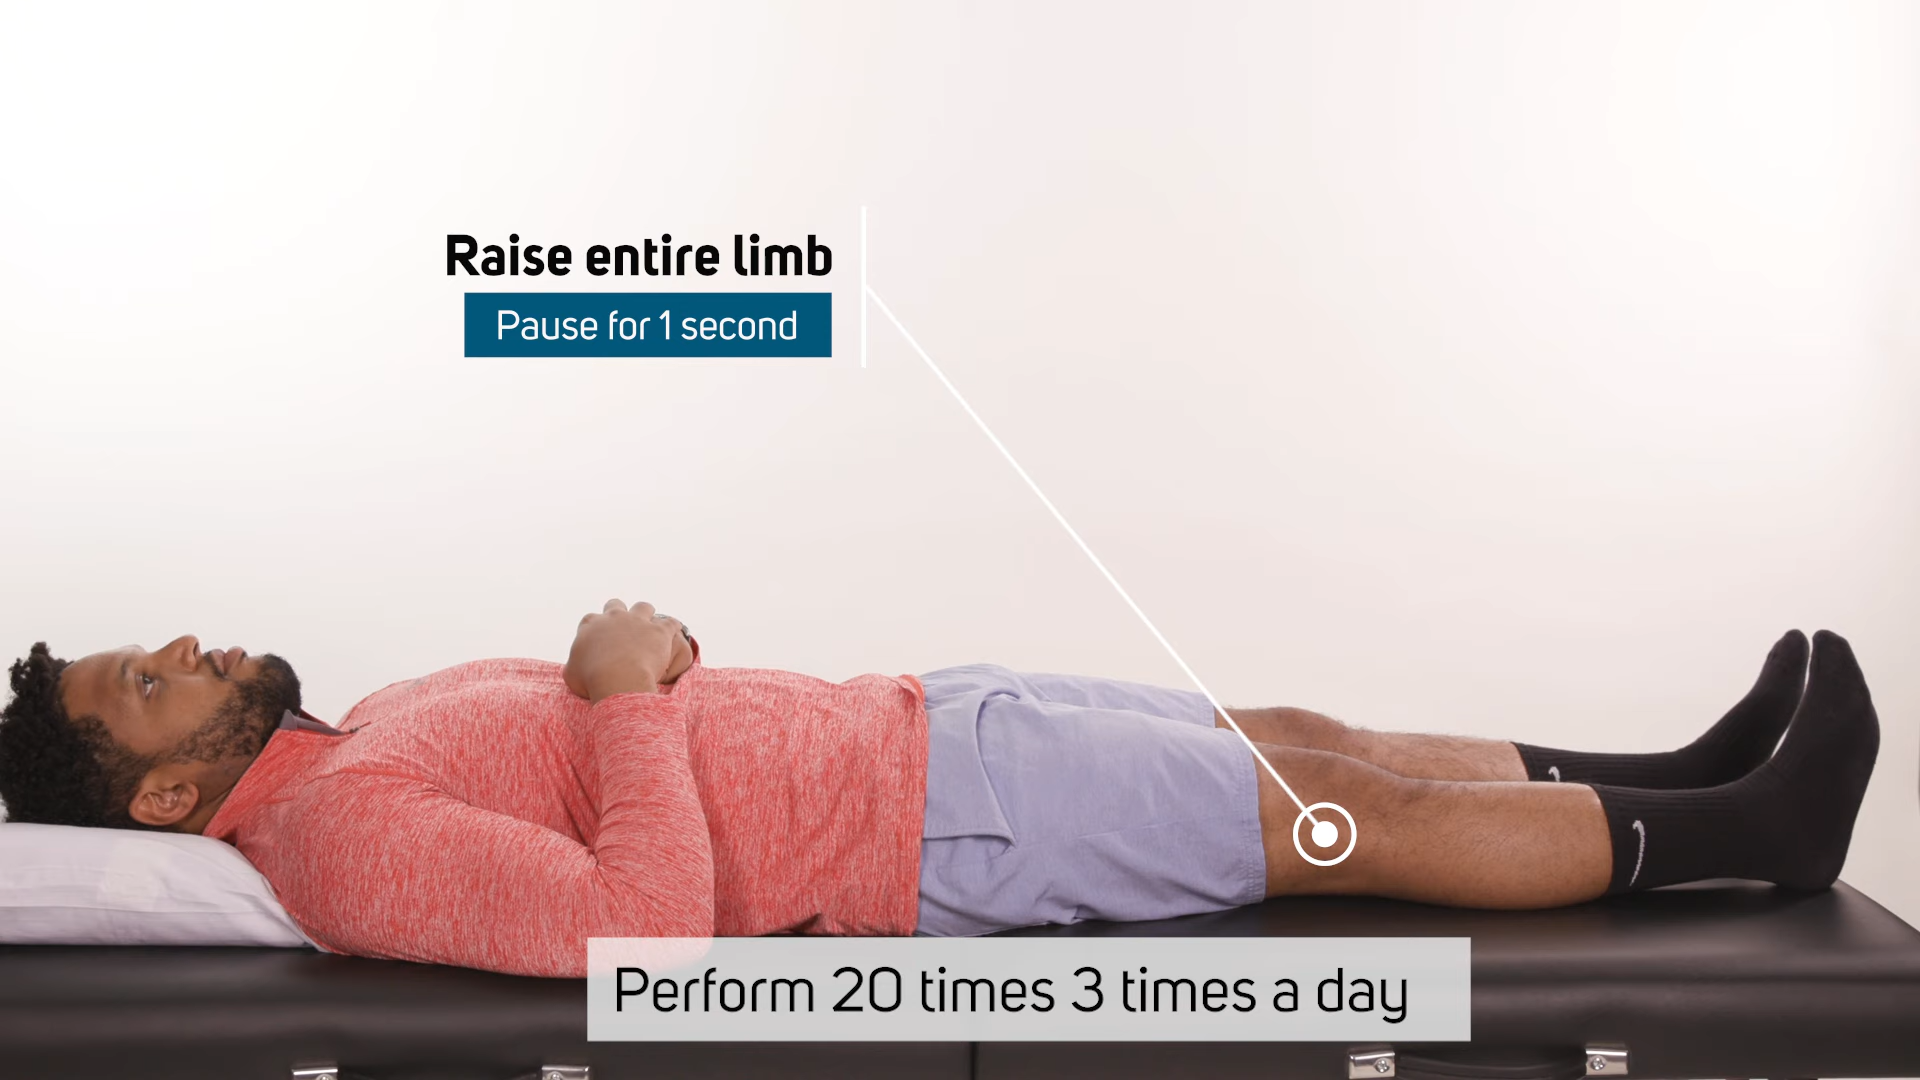 Raise entire limb
Pause for 1 second
Perform 20 times 3 times a day